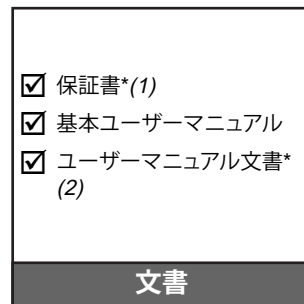 ☑ 保証書*(1)
☑ 基本ユーザーマニュアル
☑ ユーザーマニュアル文書*
(2)
文書